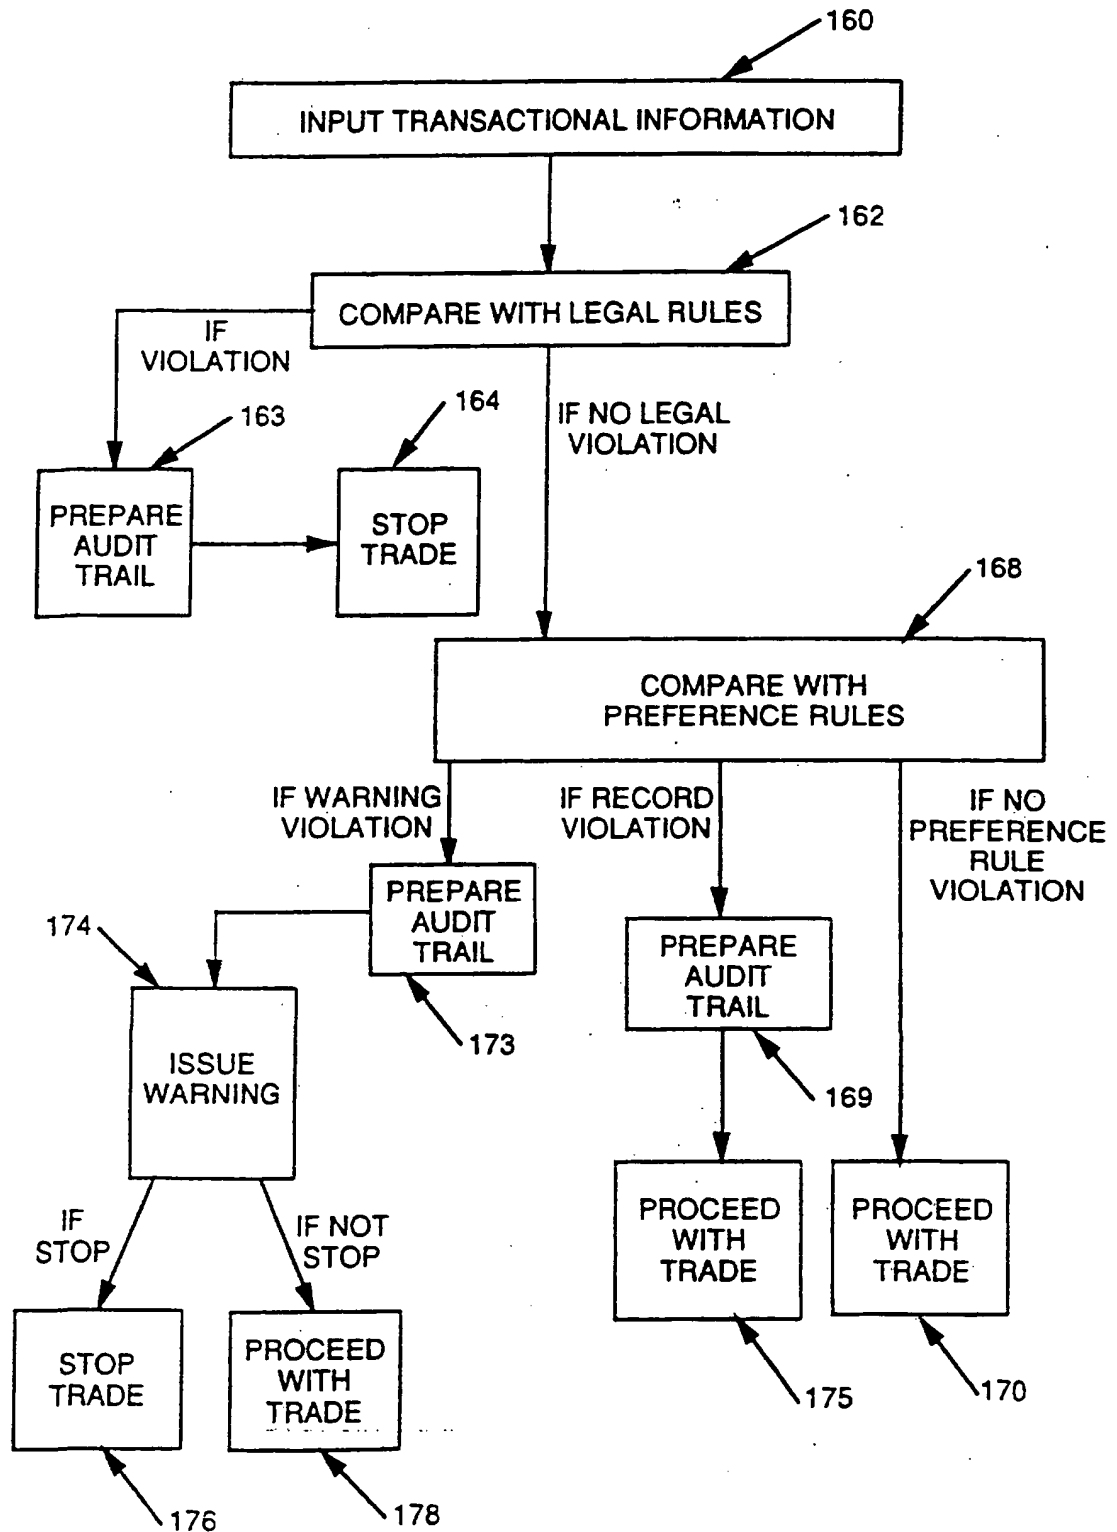 160
INPUT TRANSACTIONAL INFORMATION
162
COMPARE WITH LEGAL RULES
IF
VIOLATION
163
164
IF NO LEGAL
VIOLATION
PREPARE
AUDIT
TRAIL
STOP
TRADE
168
COMPARE WITH
PREFERENCE RULES
IF WARNING
VIOLATION
IF RECORD
VIOLATION
IF NO
PREFERENCE
RULE
VIOLATION
PREPARE
AUDIT
TRAIL
173
174
PREPARE
AUDIT
TRAIL
169
ISSUE
WARNING
IF
STOP
IF NOT
STOP
PROCEED
WITH
TRADE
175
PROCEED
WITH
TRADE
170
STOP
TRADE
176
PROCEED
WITH
TRADE
178